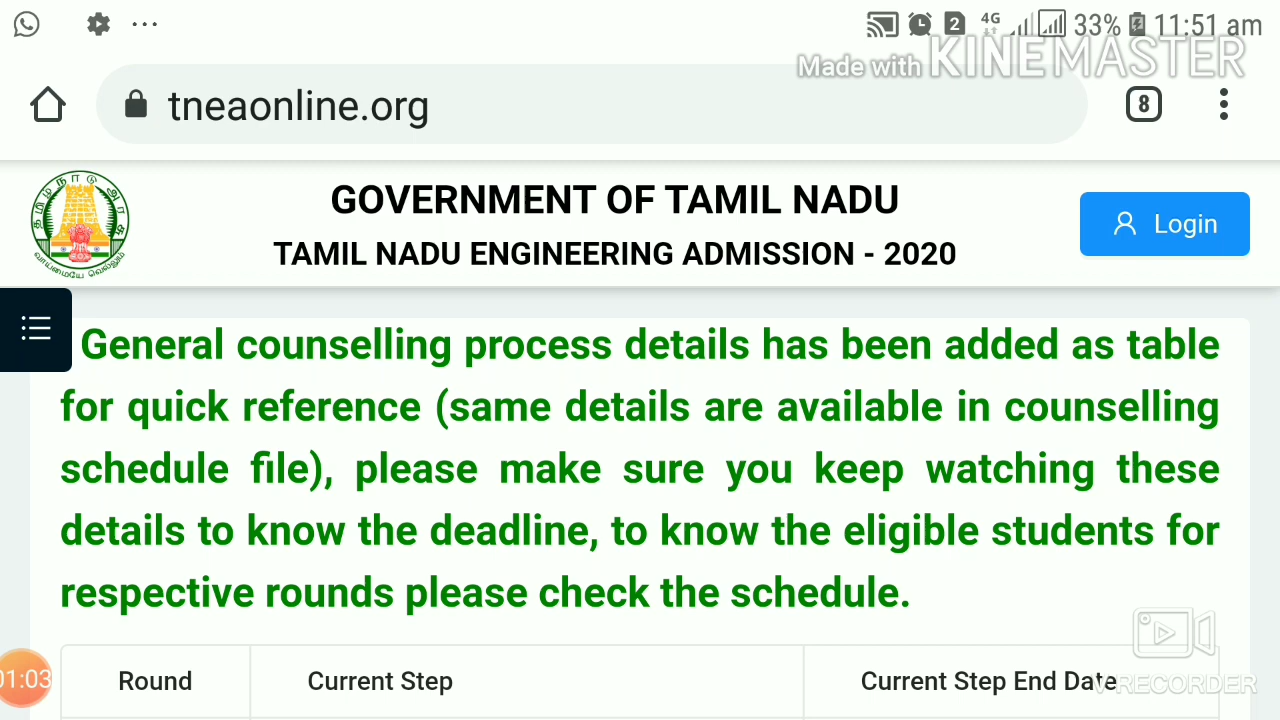 2 4G 33% 11:51 am
Made with KINEMASTER
tneaonline.org 8
GOVERNMENT OF TAMIL NADU
TAMIL NADU ENGINEERING ADMISSION - 2020
Login
General counselling process details has been added as table
for quick reference (same details are available in counselling
schedule file), please make sure you keep watching these
details to know the deadline, to know the eligible students for
respective rounds please check the schedule.
01:03
Round Current Step Current Step End Date
V RECORDER